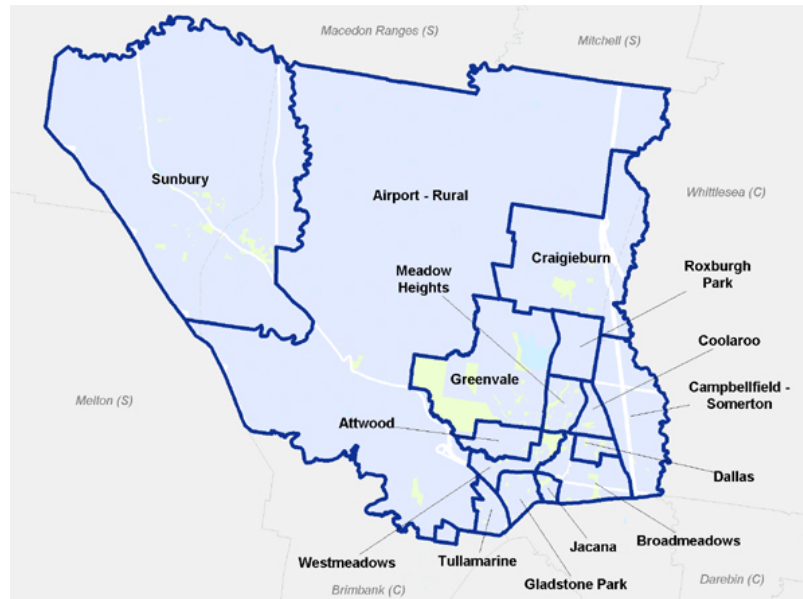 Macedon Ranges (S)
Mitchell (S)
Sunbury
Airport - Rural
Whittlesea (C)
Craigieburn
Meadow
Heights
Roxburgh
Park
Coolaroo
Greenvale
Campbellfield -
Somerton
Melton (S)
Attwood
Dallas
Westmeadows
Tullamarine
Jacana
Broadmeadows
Gladstone Park
Brimbank (C)
Darebin (C)